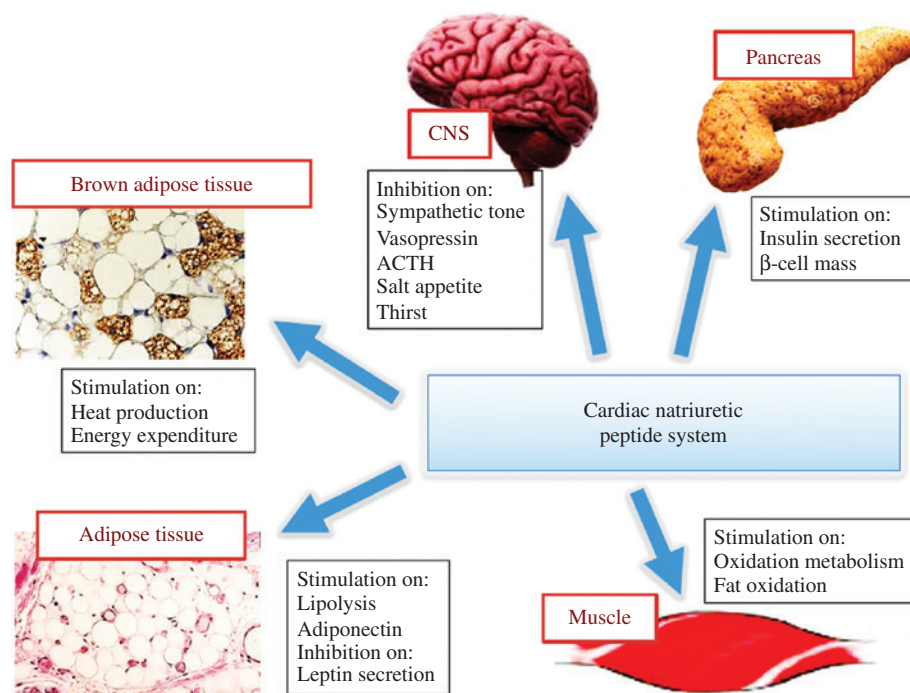 Pancreas
CNS
Brown adipose tissue
Inhibition on:
Sympathetic tone
Vasopressin
ACTH
Salt appetite
Thirst
Stimulation on:
Insulin secretion
β-cell mass
Stimulation on:
Heat production
Energy expenditure
Cardiac natriuretic
peptide system
Adipose tissue
Stimulation on:
Lipolysis
Adiponectin
Inhibition on:
Leptin secretion
Stimulation on:
Oxidation metabolism
Fat oxidation
Muscle